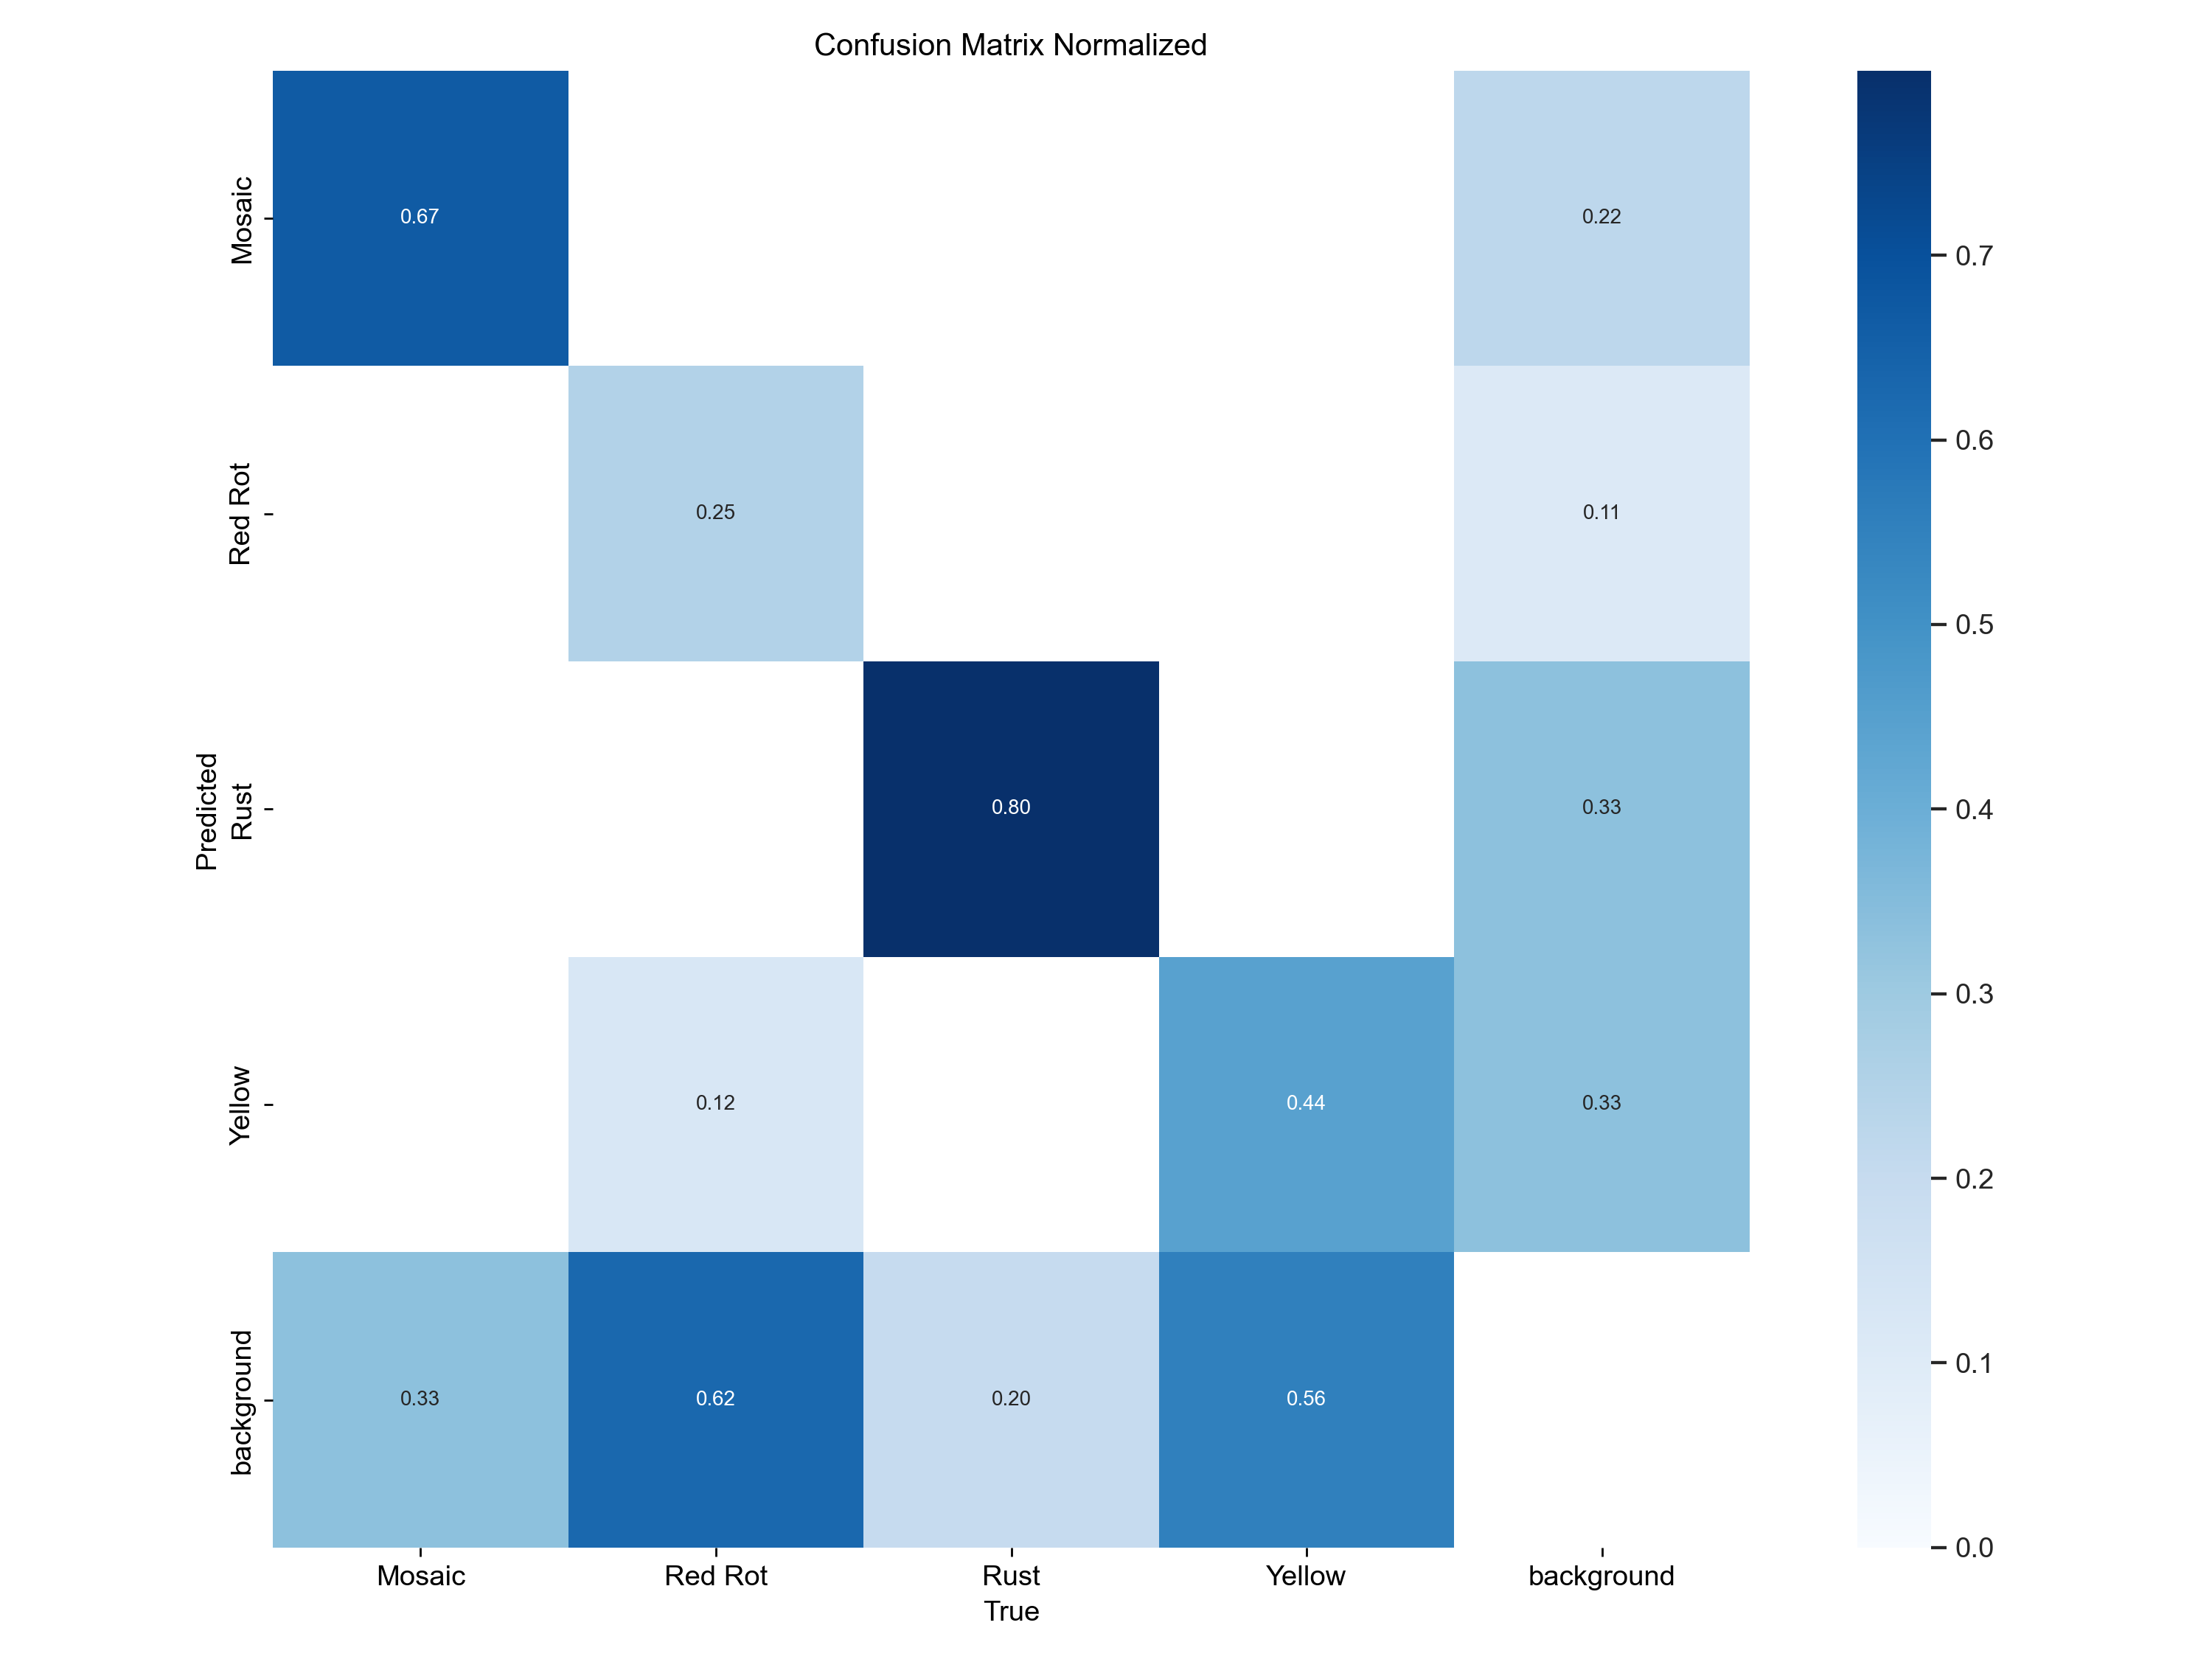 Confusion Matrix Normalized
Mosaic
0.67
0.22
0.7
0.6
Red Rot
0.25
0.11
0.5
Predicted
Rust
0.80
0.33
0.4
0.3
Yellow
0.12
0.44
0.33
0.2
0.1
background
0.33
0.62
0.20
0.56
0.0
Mosaic
Red Rot
Rust
Yellow
background
True